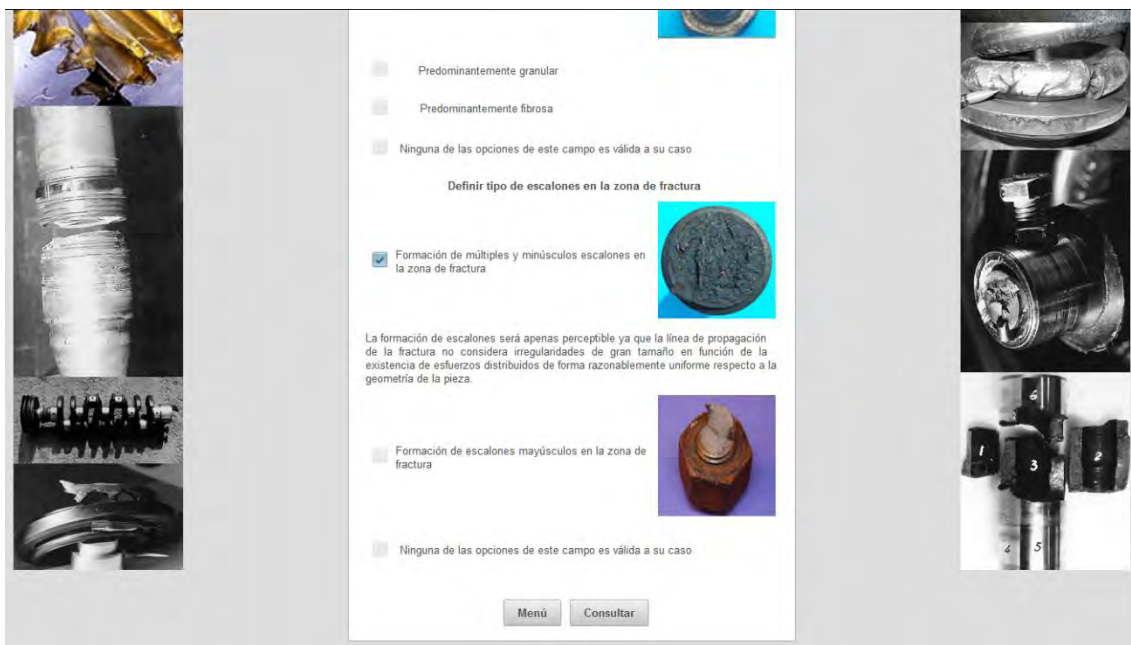 Predominantemente granular
Predominantemente fibrosa
Ninguna de las opciones de este campo es válida a su caso
Definir tipo de escalones en la zona de fractura
Formación de múltiples y minúsculos escalones en
la zona de fractura
La formación de escalones será apenas perceptible ya que la línea de propagación
de la fractura no considera irregularidades de gran tamaño en función de la
existencia de esfuerzos distribuidos de forma razonablemente uniforme respecto a la
geometría de la pieza.
Formación de escalones mayúsculos en la zona de
fractura
Ninguna de las opciones de este campo es válida a su caso
Menú Consultar
6
1 3 2
4 5